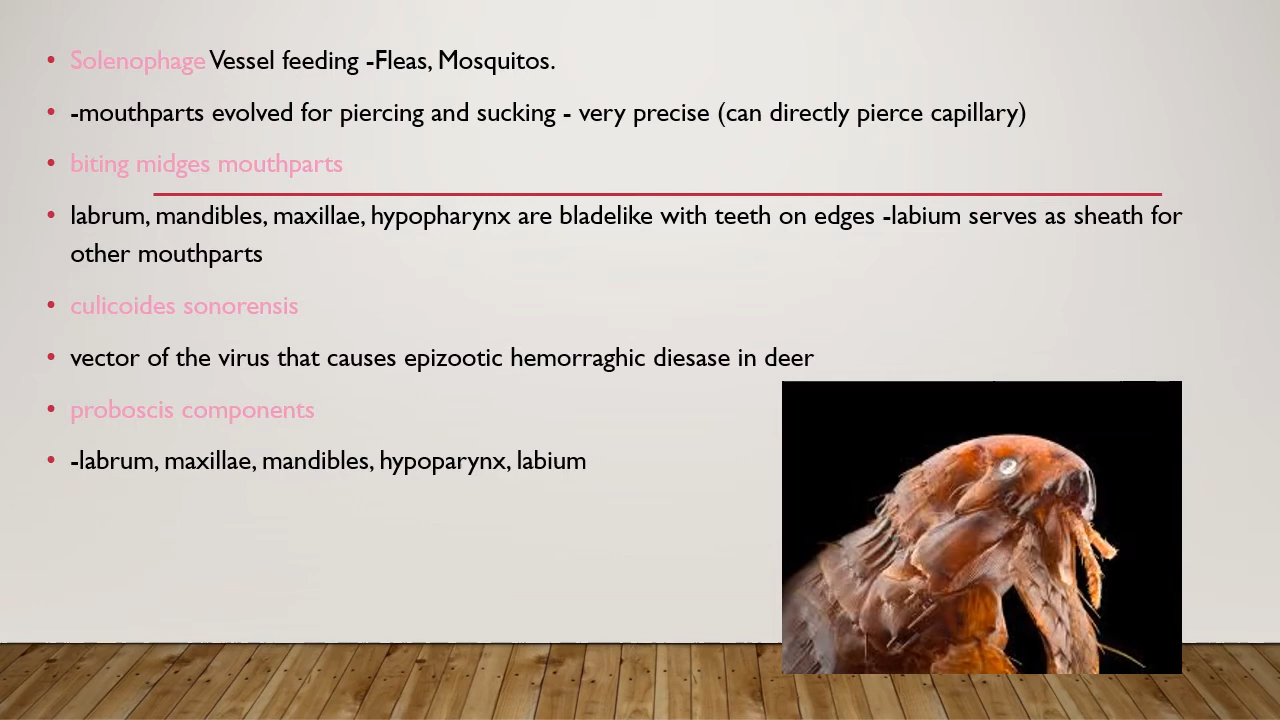 • Solenophage Vessel feeding -Fleas, Mosquitos.
• -mouthparts evolved for piercing and sucking - very precise (can directly pierce capillary)
• biting midges mouthparts
• labrum, mandibles, maxillae, hypopharynx are bladelike with teeth on edges -labium serves as sheath for
other mouthparts
• culicoides sonorensis
• vector of the virus that causes epizootic hemorraghic diesase in deer
• proboscis components
• -labrum, maxillae, mandibles, hypoparynx, labium